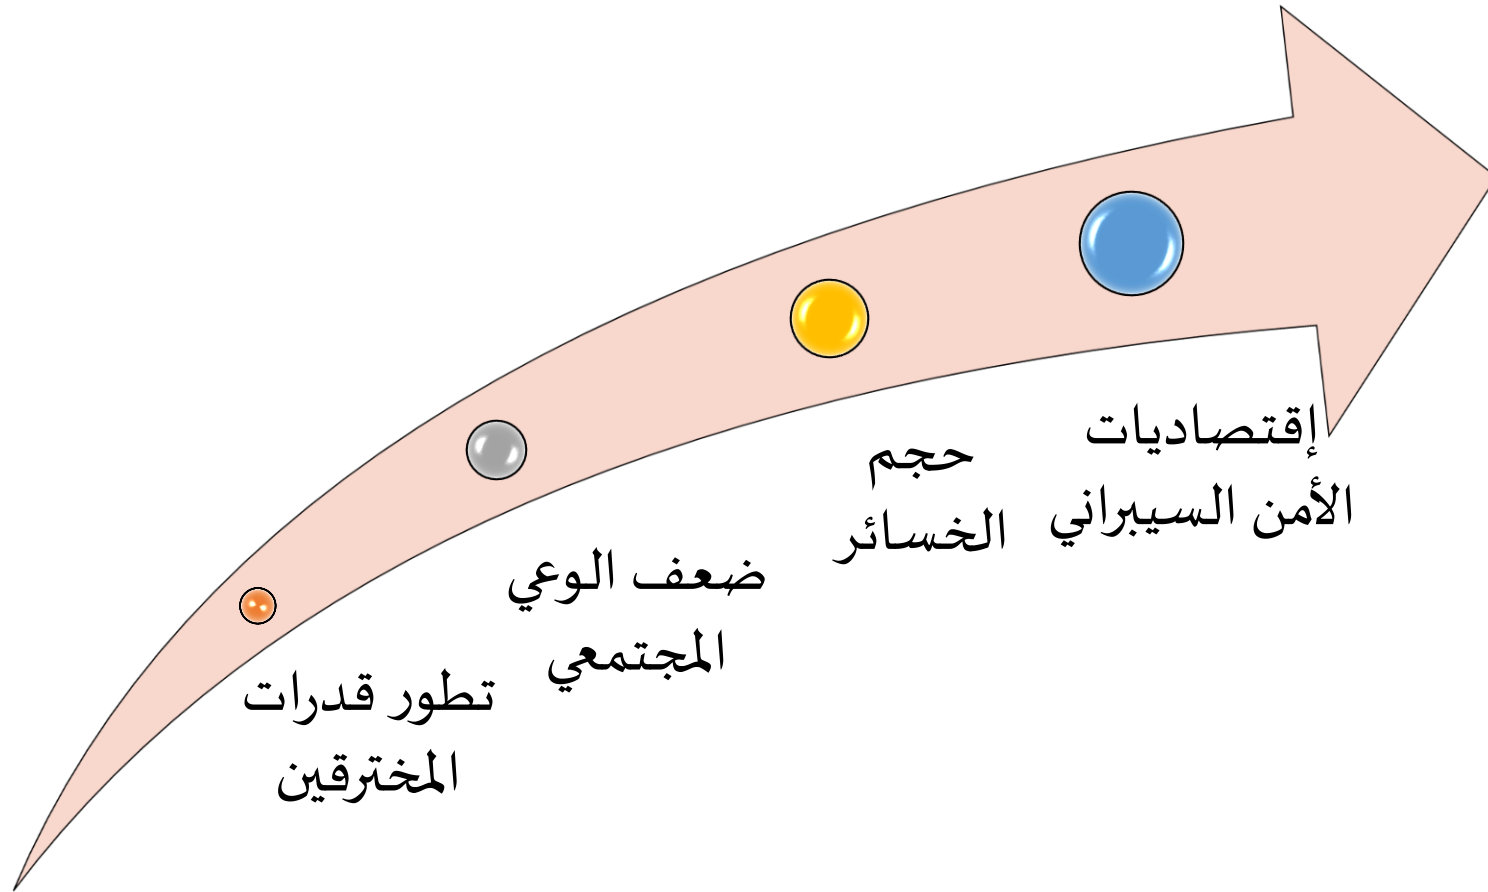 تطور قدرات
المخترقين
ضعف الوعي
المجتمعي
حجم
الخسائر
إقتصاديات
الأمن السيبراني